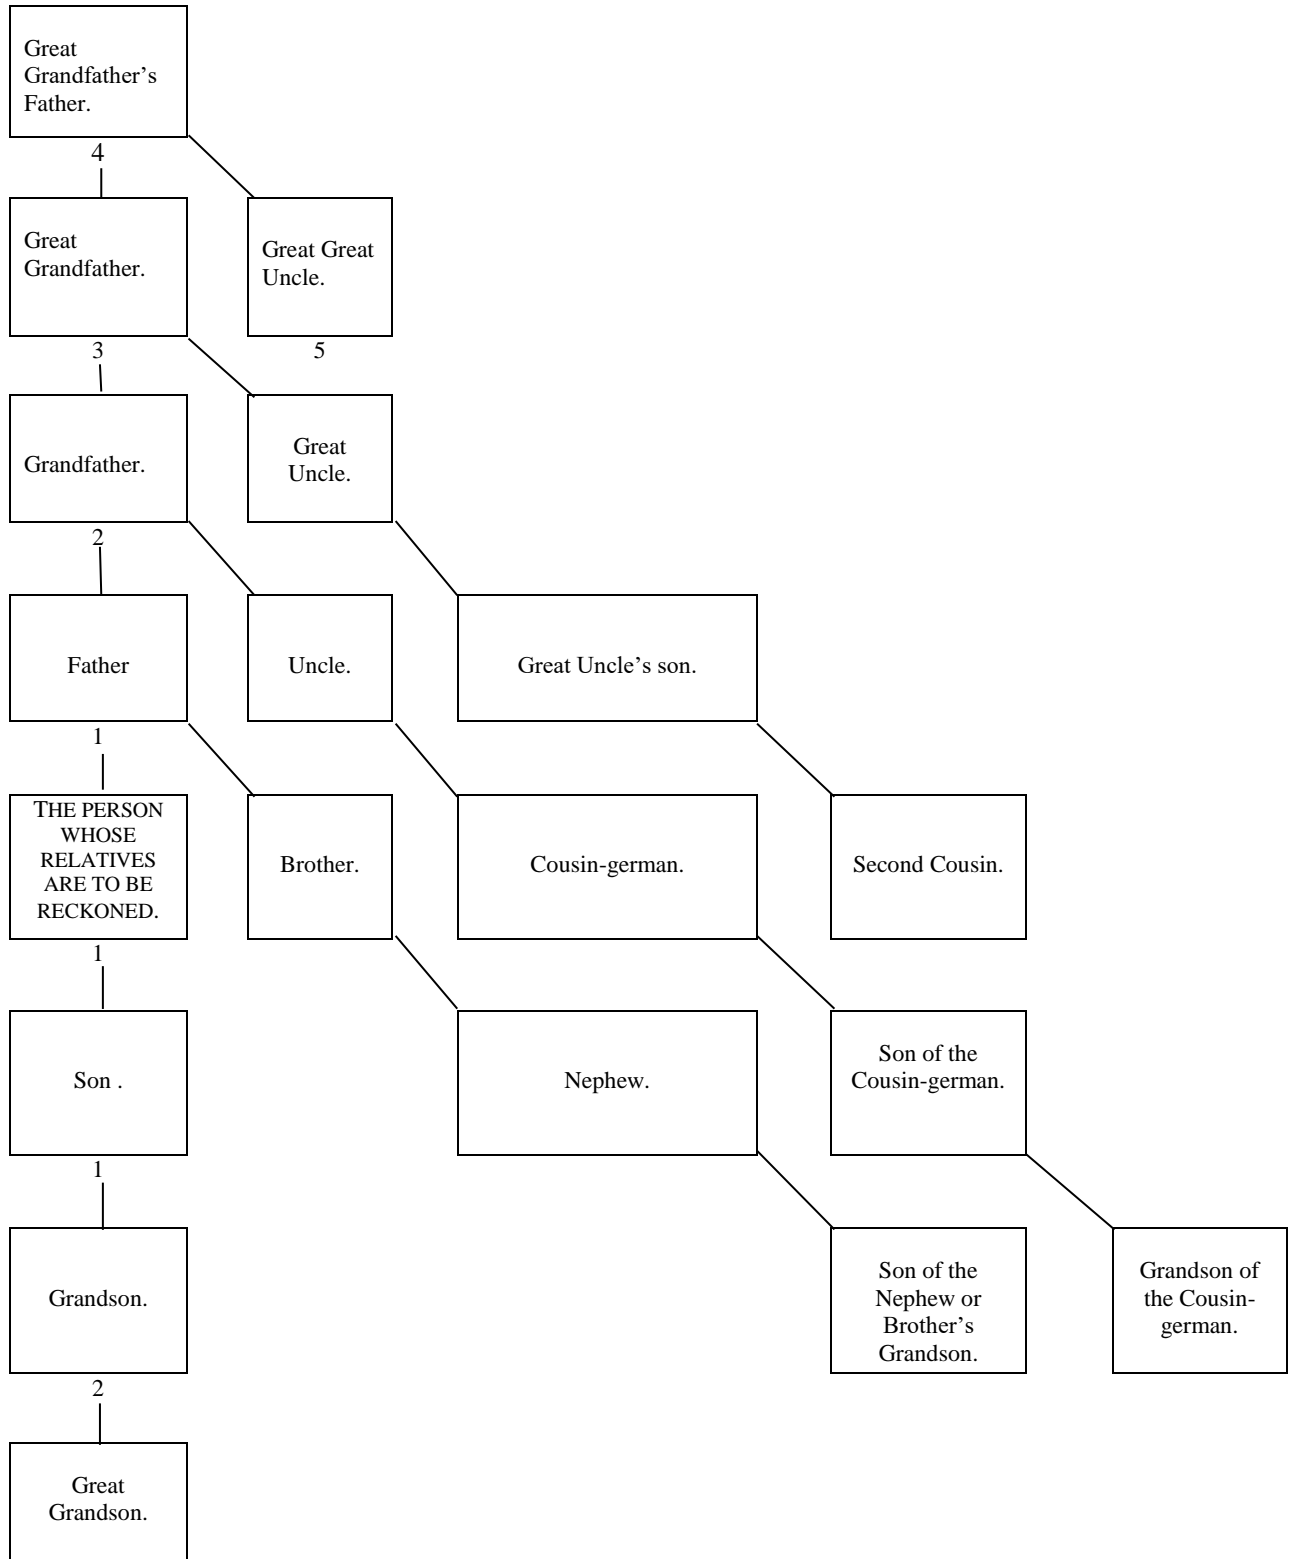 Great
Grandfather’s
Father.
4
Great
Grandfather.
Great Great
Uncle.
3
5
Grandfather.
Great
Uncle.
2
Father
Uncle.
Great Uncle’s son.
1
THE PERSON
WHOSE
RELATIVES
ARE TO BE
RECKONED.
Brother.
Cousin-german.
Second Cousin.
1
Son .
Nephew.
Son of the
Cousin-german.
1
Grandson.
Son of the
Nephew or
Brother’s
Grandson.
Grandson of
the Cousin-
german.
2
Great
Grandson.